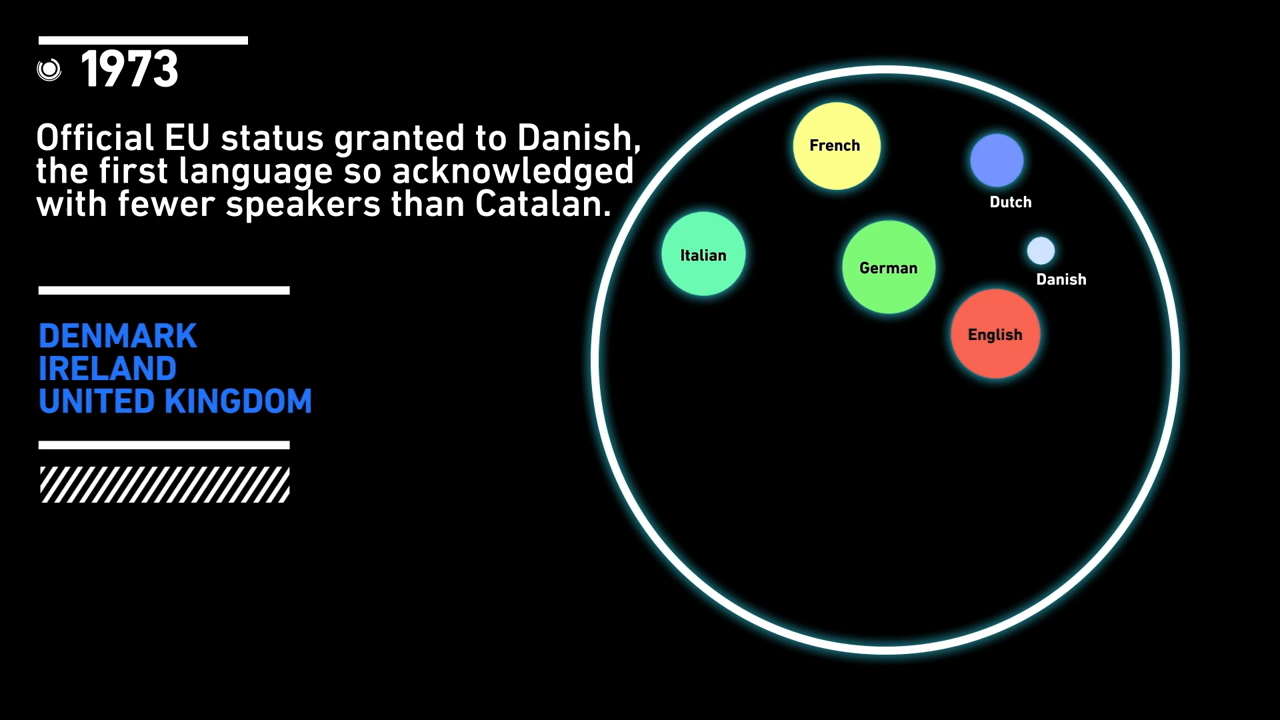 1973
Official EU status granted to Danish,
the first language so acknowledged
with fewer speakers than Catalan.
DENMARK
IRELAND
UNITED KINGDOM
French
Dutch
Italian
German
Danish
English